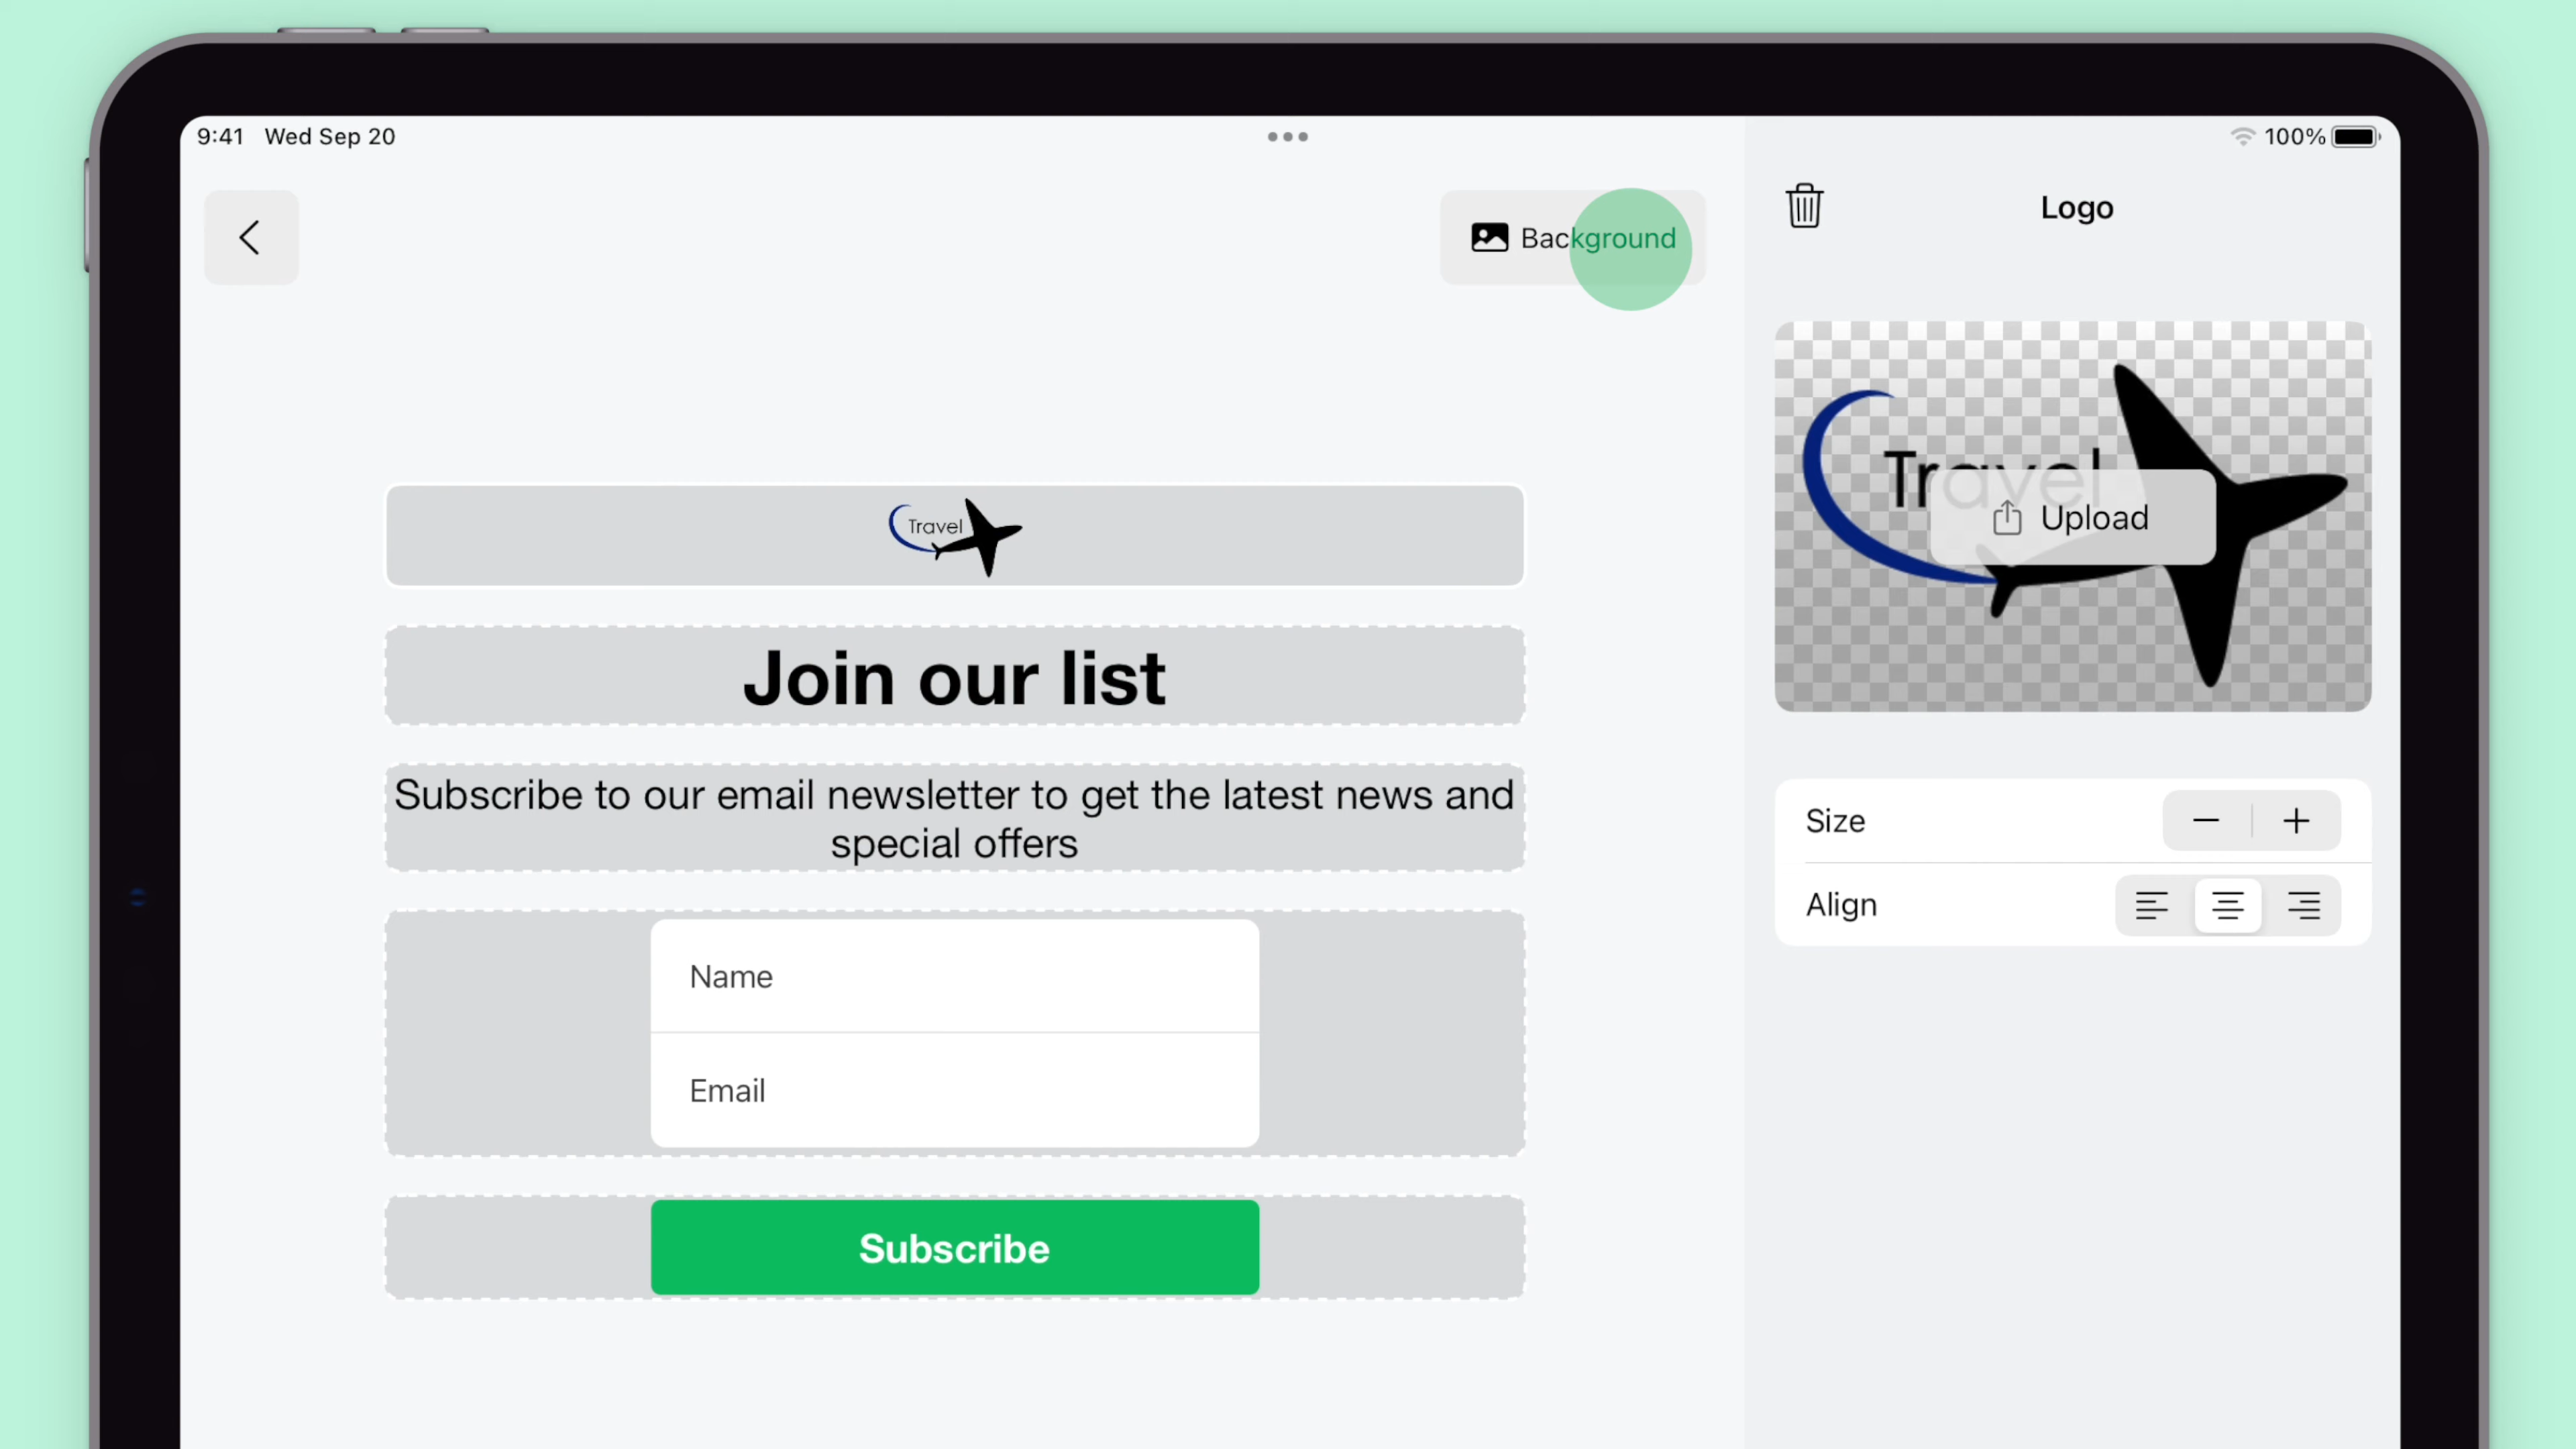 9:41 Wed Sep 20
100%
Background
Logo
Travel
Upload
Travel
Join our list
Subscribe to our email newsletter to get the latest news and
special offers
Size
Align
Name
Email
Subscribe